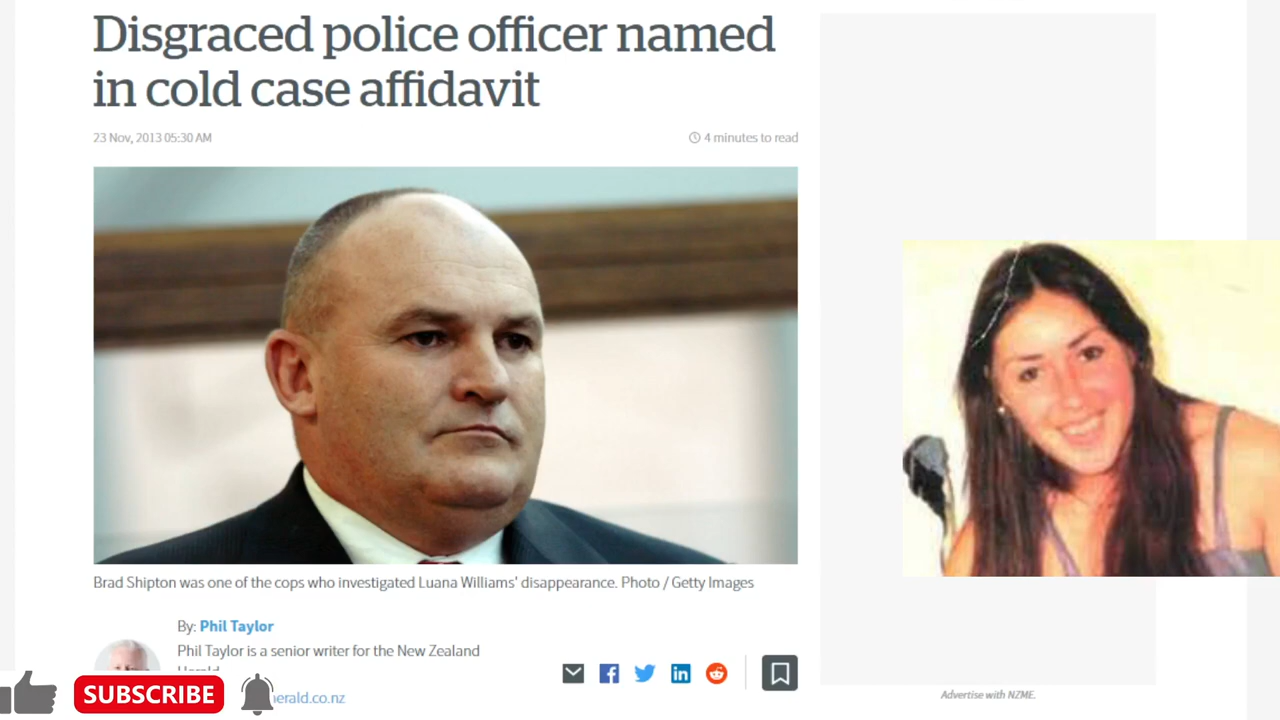 Disgraced police officer named
in cold case affidavit
23 Nov, 2013 05:30 AM
4 minutes to read
Brad Shipton was one of the cops who investigated Luana Williams' disappearance. Photo / Getty Images
By: Phil Taylor
Phil Taylor is a senior writer for the New Zealand
Herald
SUBSCRIBE
herald.co.nz
Advertise with NZME.